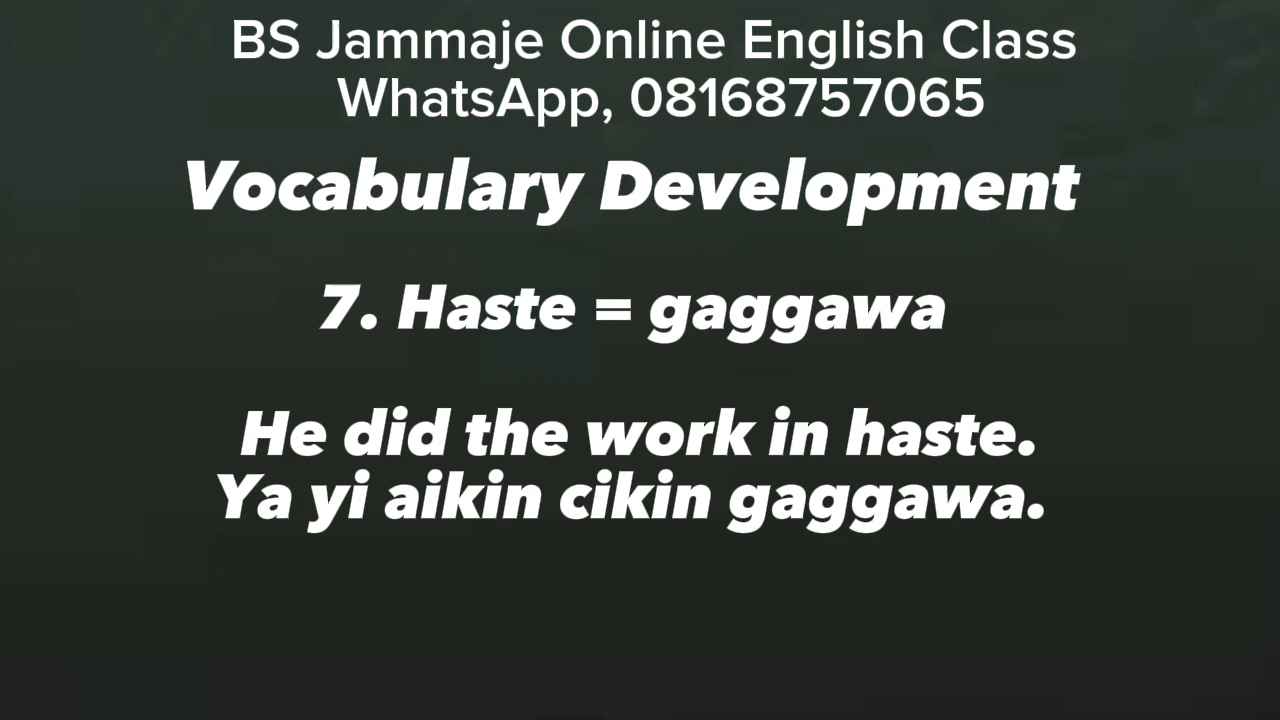 BS Jammaje Online English Class
WhatsApp, 08168757065
Vocabulary Development
7. Haste = gaggawa
He did the work in haste.
Ya yi aikin cikin gaggawa.